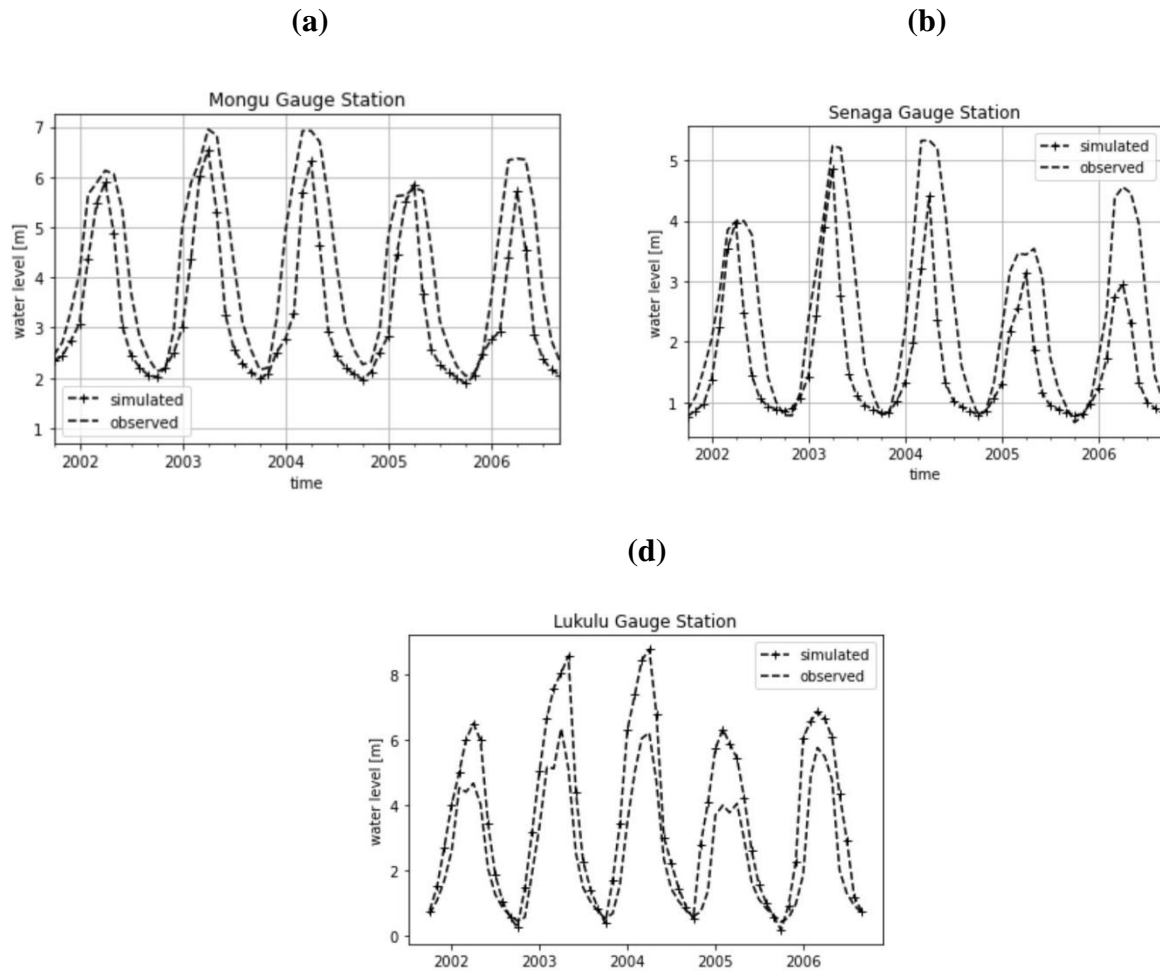 (a)
Mongu Gauge Station
water level [m]
7
6
5
4
3
2
1
simulated
observed
2002 2003 2004 2005 2006
time
(b)
Senaga Gauge Station
water level [m]
5
4
3
2
1
simulated
observed
2002 2003 2004 2005 2006
time
(d)
Lukulu Gauge Station
water level [m]
8
6
4
2
0
simulated
observed
2002 2003 2004 2005 2006